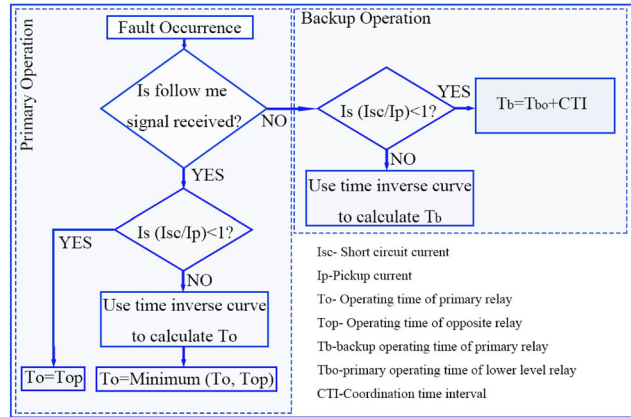 Primary Operation
Fault Occurrence
Is follow me
signal received?
NO
YES
Is (Isc/Ip)<1?
YES
NO
Use time inverse curve
to calculate To
To=Top
To=Minimum (To, Top)
Backup Operation
Is (Isc/Ip)<1?
YES
Tb=Tbo+CTI
NO
Use time inverse curve
to calculate Tb
Isc- Short circuit current
Ip-Pickup current
To- Operating time of primary relay
Top- Operating time of opposite relay
Tb-backup operating time of primary relay
Tbo-primary operating time of lower level relay
CTI-Coordination time interval